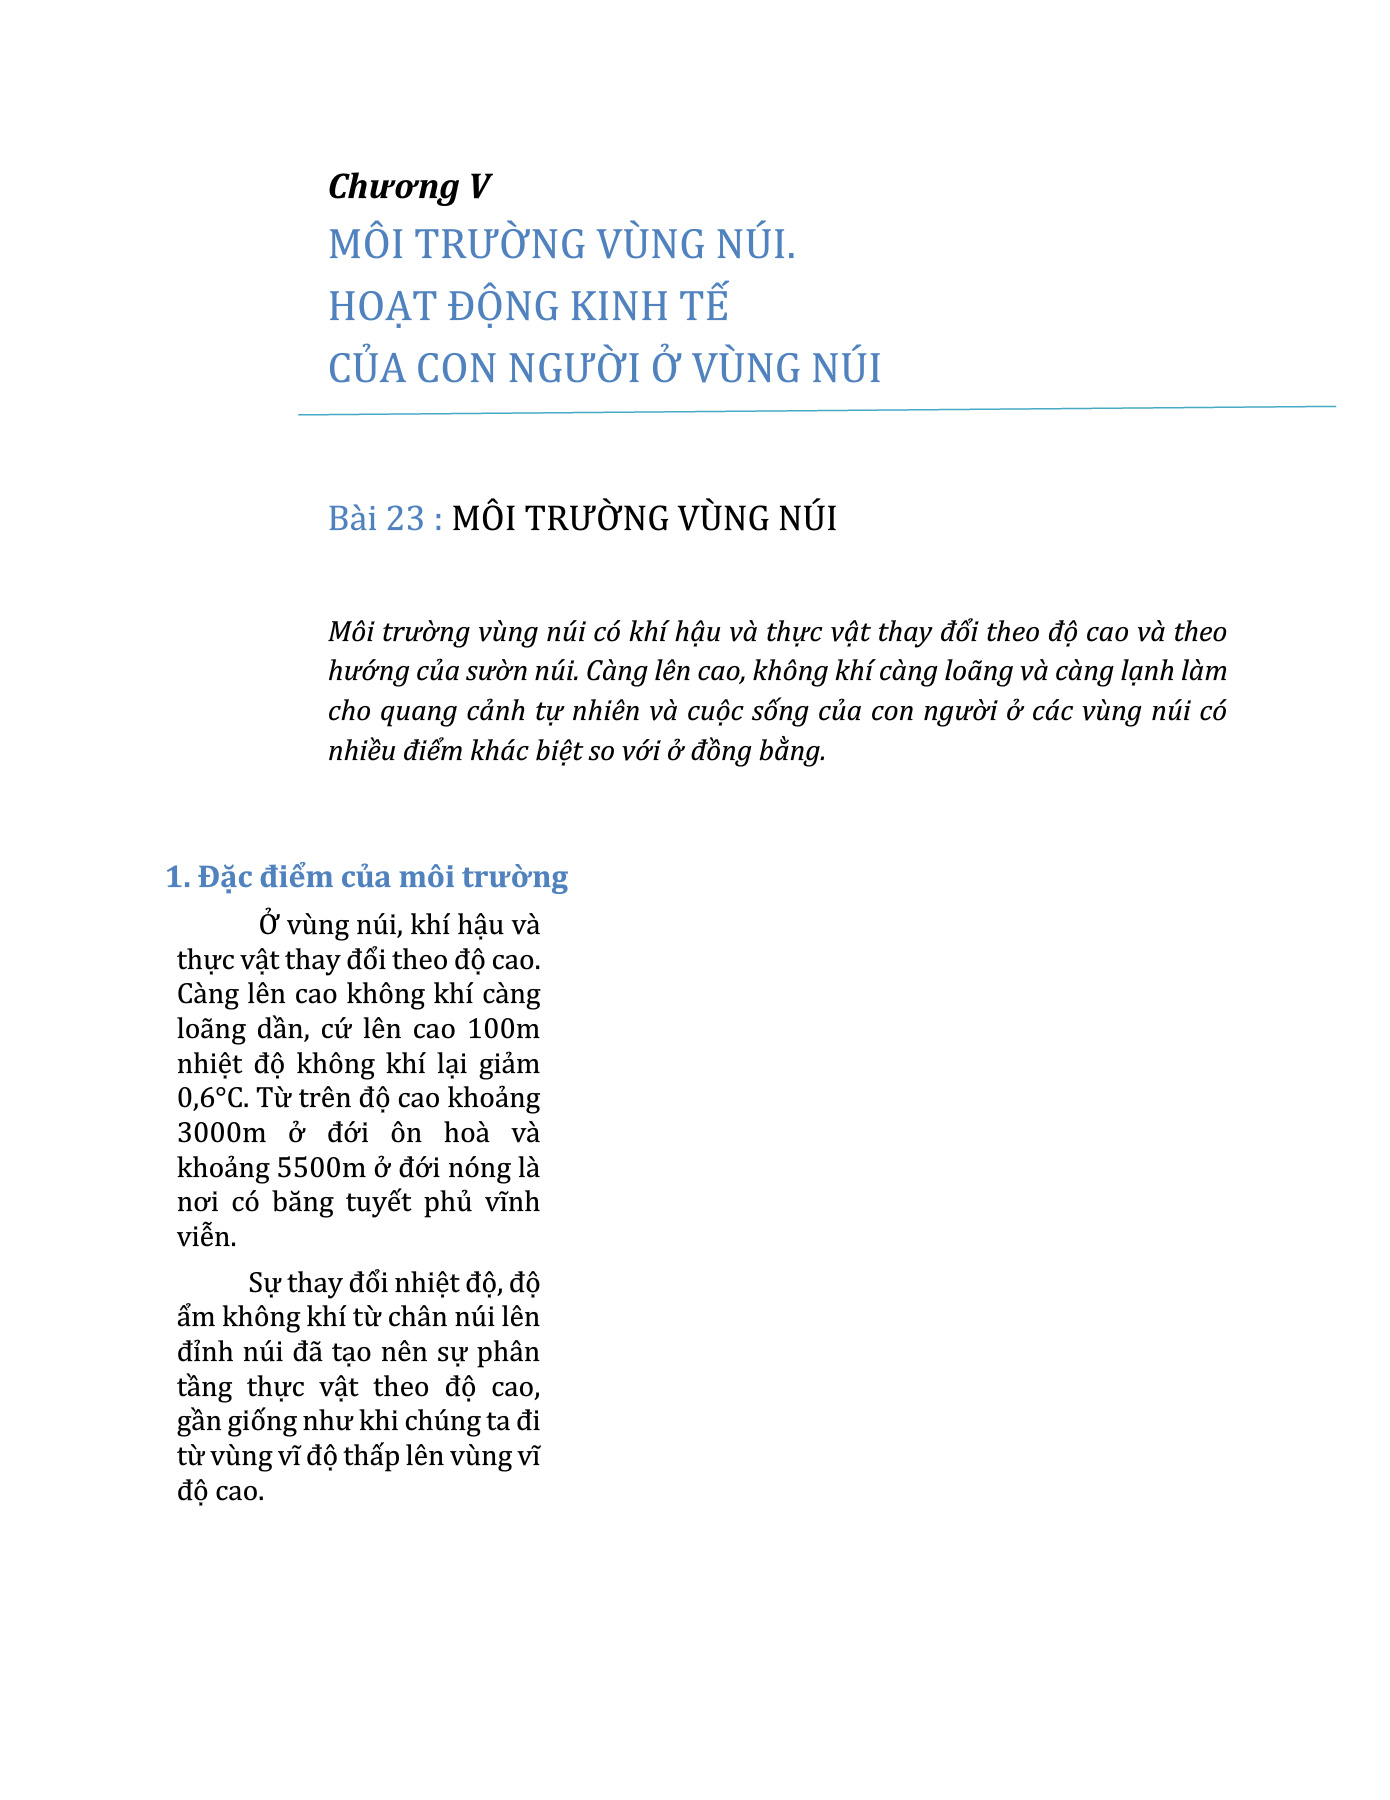 Chương V
MÔI TRƯỜNG VÙNG NÚI.
HOẠT ĐỘNG KINH TẾ
CỦA CON NGƯỜI Ở VÙNG NÚI
Bài 23 : MÔI TRƯỜNG VÙNG NÚI
Môi trường vùng núi có khí hậu và thực vật thay đổi theo độ cao và theo
hướng của sườn núi. Càng lên cao, không khí càng loãng và càng lạnh làm
cho quang cảnh tự nhiên và cuộc sống của con người ở các vùng núi có
nhiều điểm khác biệt so với ở đồng bằng.
1. Đặc điểm của môi trường
Ở vùng núi, khí hậu và
thực vật thay đổi theo độ cao.
Càng lên cao không khí càng
loãng dần, cứ lên cao 100m
nhiệt độ không khí lại giảm
0,6°C. Từ trên độ cao khoảng
3000m ở đới ôn hoà và
khoảng 5500m ở đới nóng là
nơi có băng tuyết phủ vĩnh
viễn.
Sự thay đổi nhiệt độ, độ
ẩm không khí từ chân núi lên
đỉnh núi đã tạo nên sự phân
tầng thực vật theo độ cao,
gần giống như khi chúng ta đi
từ vùng vĩ độ thấp lên vùng vĩ
độ cao.